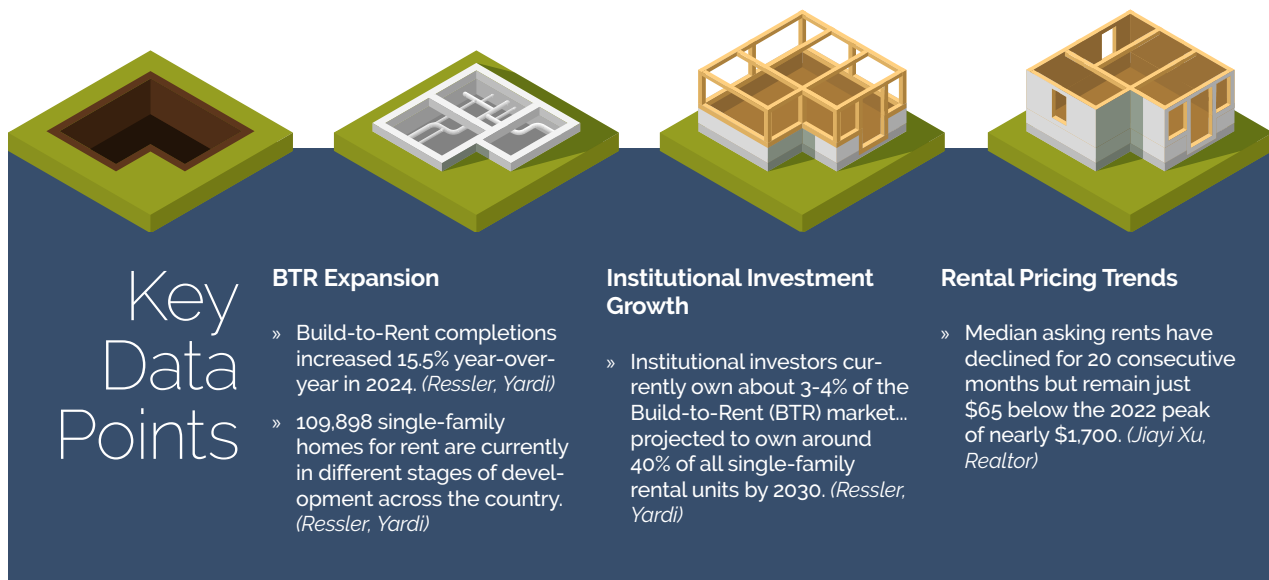 Key
Data
Points
BTR Expansion
» Build-to-Rent completions
increased 15.5% year-over-
year in 2024. (Ressler, Yardi)
» 109,898 single-family
homes for rent are currently
in different stages of devel-
opment across the country.
(Ressler, Yardi)
Institutional Investment
Growth
» Institutional investors cur-
rently own about 3-4% of the
Build-to-Rent (BTR) market...
projected to own around
40% of all single-family
rental units by 2030. (Ressler,
Yardi)
Rental Pricing Trends
» Median asking rents have
declined for 20 consecutive
months but remain just
$65 below the 2022 peak
of nearly $1,700. (Jiayi Xu,
Realtor)